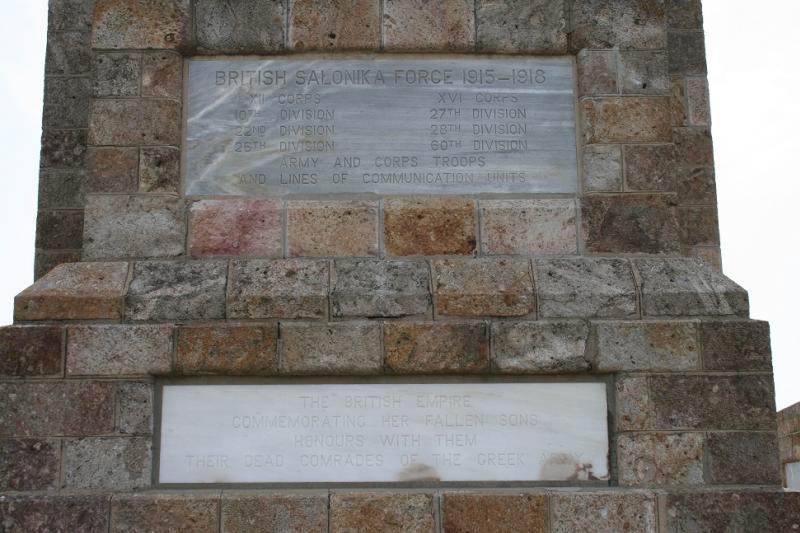 BRITISH SALONIKA FORCE 1915-1918
XII CORPS XVI CORPS
10TH DIVISION 27TH DIVISION
22ND DIVISION 28TH DIVISION
26TH DIVISION 60TH DIVISION
ARMY AND CORPS TROOPS
AND LINES OF COMMUNICATION UNITS
THE BRITISH EMPIRE
COMMEMORATING HER FALLEN SONS
HONOURS WITH THEM
THEIR DEAD COMRADES OF THE GREEK ARMY